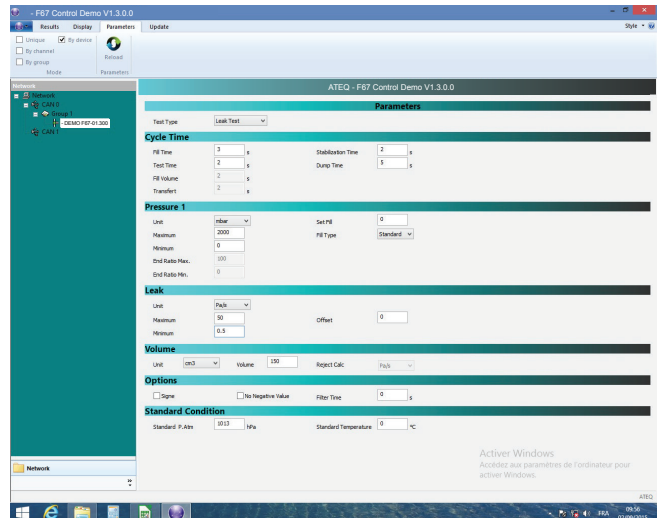 - F67 Control Demo V1.3.0.0
Results Display Parameters Update Style
Unique By device
By channel
By group
Reload
Mode Parameters
Network
ATEQ - F67 Control Demo V1.3.0.0
Network
CAN 0
Group 1
- DEMO F67-01.300
CAN 1
Parameters
Test Type Leak Test
Cycle Time
Fill Time 3 s Stabilization Time 2 s
Test Time 2 s Dump Time 5 s
Fill Volume 2 s
Transfert 2 s
Pressure 1
Unit mbar Set Fill 0
Maximum 2000 Fill Type Standard
Minimum 0
End Ratio Max. 100
End Ratio Min. 0
Leak
Unit Pa/s
Maximum 50 Offset 0
Minimum 0.5
Volume
Unit cm3 Volume 150 Reject Calc Pa/s
Options
Signe No Negative Value Filter Time 0 s
Standard Condition
Standard P.Atm 1013 hPa Standard Temperature 0 °C
Activer Windows
Accédez aux paramètres de l'ordinateur pour
activer Windows.
Network
ATEQ
FRA 09:56
02/09/2015